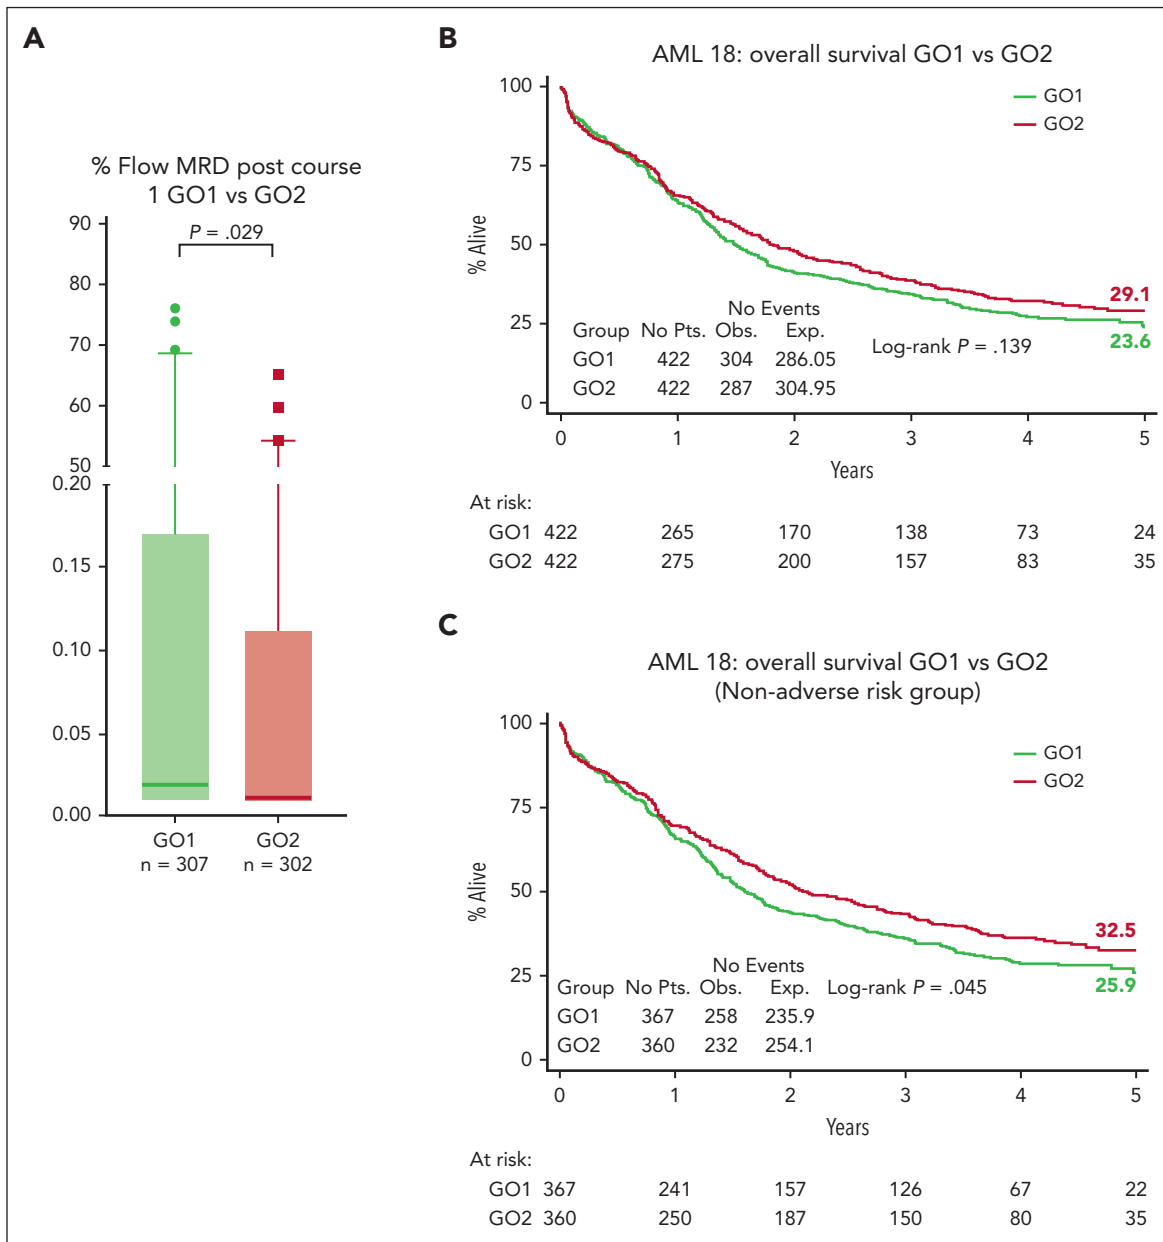 A
% Flow MRD post course
1 GO1 vs GO2
P = .029
90
80
70
60
50
0.20
0.15
0.10
0.05
0.00
GO1
n = 307
GO2
n = 302
B
AML 18: overall survival GO1 vs GO2
GO1
GO2
% Alive
100
75
50
25
0
29.1
23.6
No Events
Group No Pts. Obs. Exp.
GO1 422 304 286.05
GO2 422 287 304.95
Log-rank P = .139
0 1 2 3 4 5
Years
At risk:
GO1 422 265 170 138 73 24
GO2 422 275 200 157 83 35
C
AML 18: overall survival GO1 vs GO2
(Non-adverse risk group)
GO1
GO2
% Alive
100
75
50
25
0
32.5
25.9
No Events
Group No Pts. Obs. Exp.
GO1 367 258 235.9
GO2 360 232 254.1
Log-rank P = .045
0 1 2 3 4 5
Years
At risk:
GO1 367 241 157 126 67 22
GO2 360 250 187 150 80 35